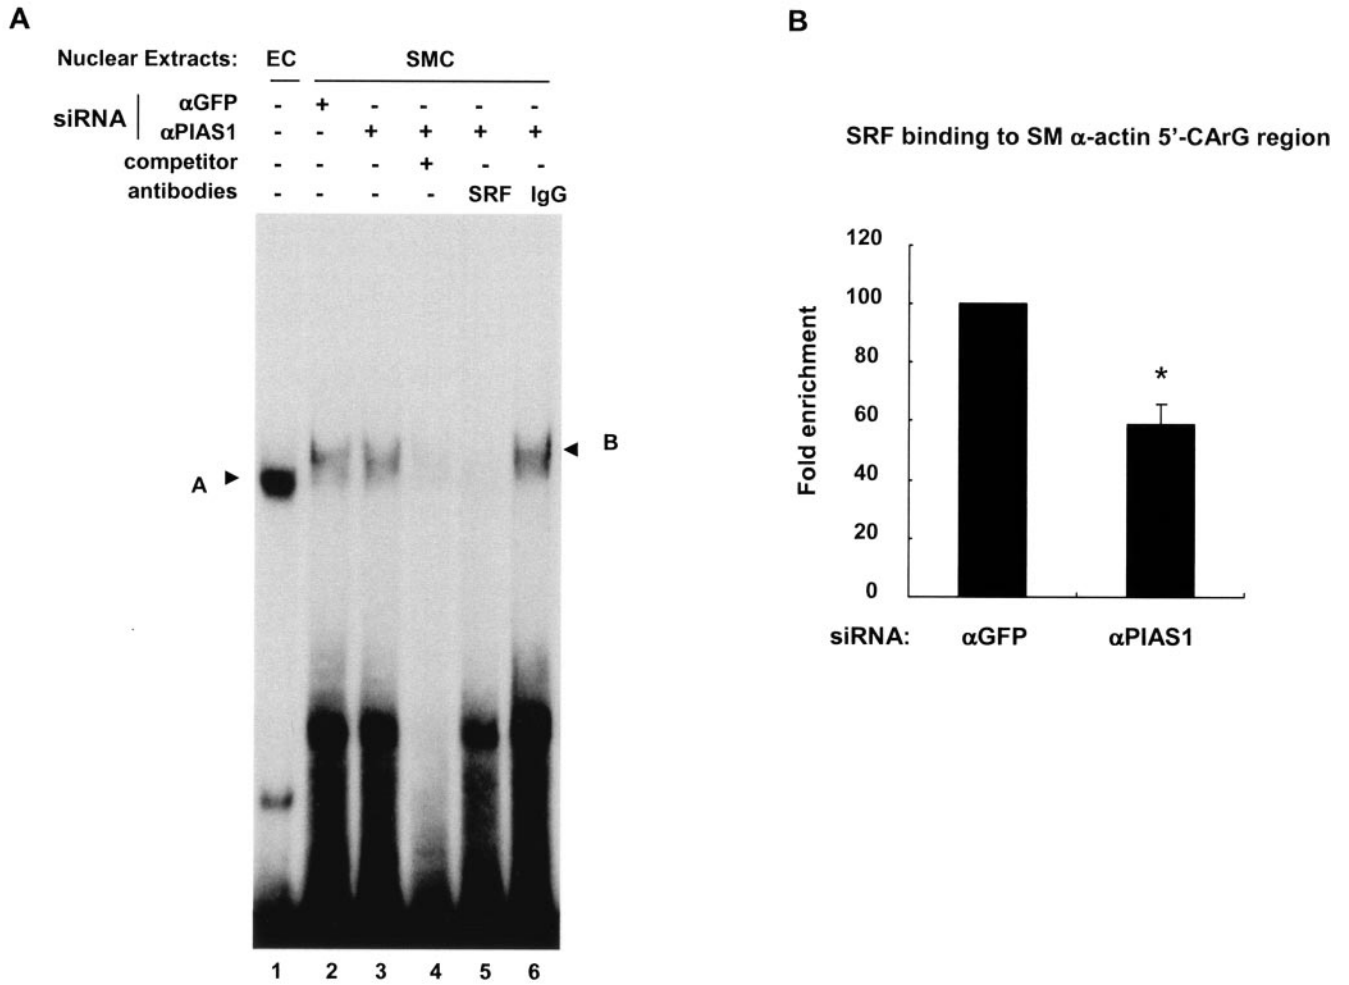 A
Nuclear Extracts: EC SMC
siRNA
αGFP - + - - - -
αPIAS1 - - + + + +
competitor - - - + - -
antibodies - - - - SRF IgG
A
B
1 2 3 4 5 6
B
SRF binding to SM α-actin 5'-CArG region
Fold enrichment
120
100
80
60
40
20
0
*
siRNA: αGFP αPIAS1